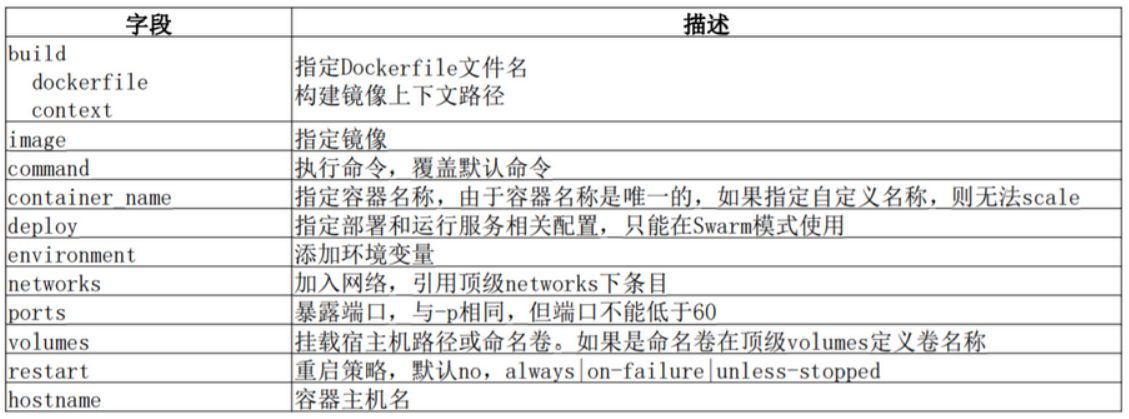 字段 描述
build
dockerfile
context
指定Dockerfile文件名
构建镜像上下文路径
image 指定镜像
command 执行命令，覆盖默认命令
container_name 指定容器名称，由于容器名称是唯一的，如果指定自定义名称，则无法scale
deploy 指定部署和运行服务相关配置，只能在Swarm模式使用
environment 添加环境变量
networks 加入网络，引用顶级networks下条目
ports 暴露端口，与-p相同，但端口不能低于60
volumes 挂载宿主机路径或命名卷。如果是命名卷在顶级volumes定义卷名称
restart 重启策略，默认no，always|on-failure|unless-stopped
hostname 容器主机名